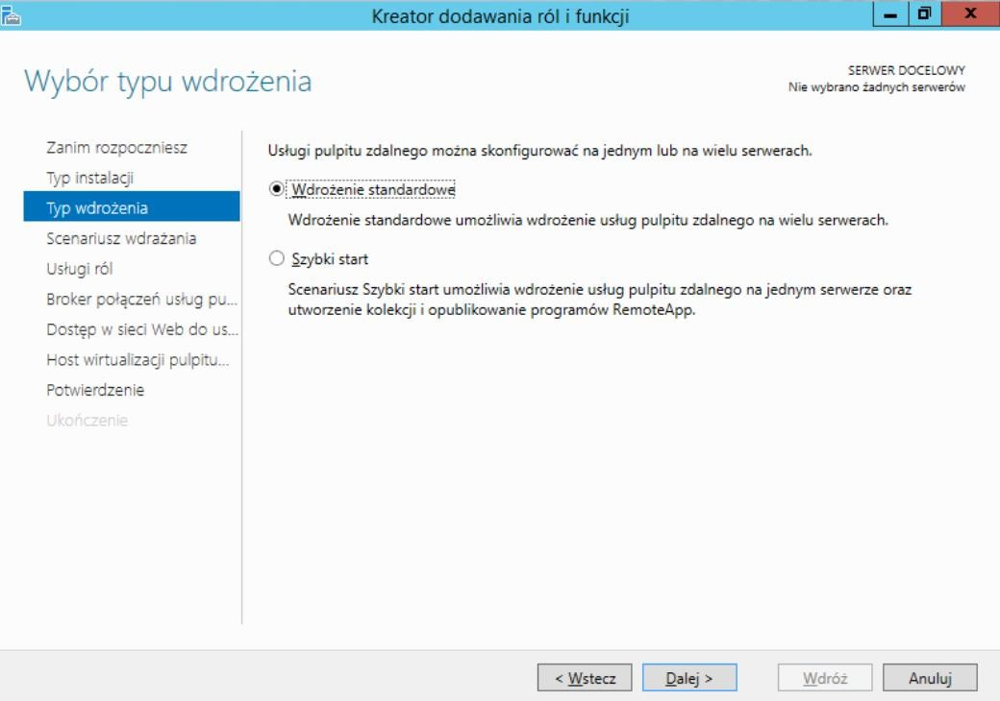 Kreator dodawania ról i funkcji
Wybór typu wdrożenia
SERWER DOCELOWY
Nie wybrano żadnych serwerów
Zanim rozpoczniesz
Typ instalacji
Typ wdrożenia
Scenariusz wdrażania
Usługi ról
Broker połączeń usług pu...
Dostęp w sieci Web do us...
Host wirtualizacji pulpitu...
Potwierdzenie
Ukończenie
Usługi pulpitu zdalnego można skonfigurować na jednym lub na wielu serwerach.
Wdrożenie standardowe
Wdrożenie standardowe umożliwia wdrożenie usług pulpitu zdalnego na wielu serwerach.
Szybki start
Scenariusz Szybki start umożliwia wdrożenie usług pulpitu zdalnego na jednym serwerze oraz
utworzenie kolekcji i opublikowanie programów RemoteApp.
< Wstecz
Dalej >
Wdróż
Anuluj